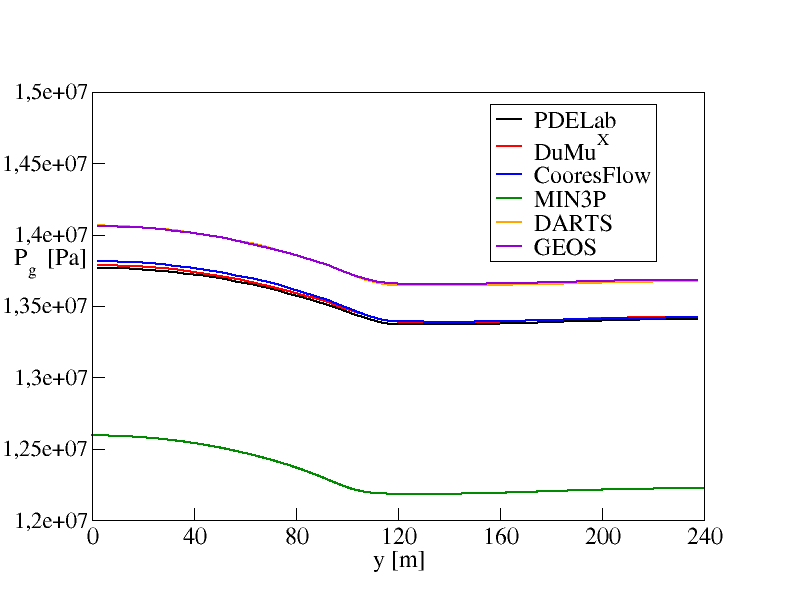 1,5e+07
1,45e+07
1,4e+07
P_g [Pa]
1,35e+07
1,3e+07
1,25e+07
1,2e+07
PDELab
DuMu^X
CooresFlow
MIN3P
DARTS
GEOS
0 40 80 120 160 200 240
y [m]